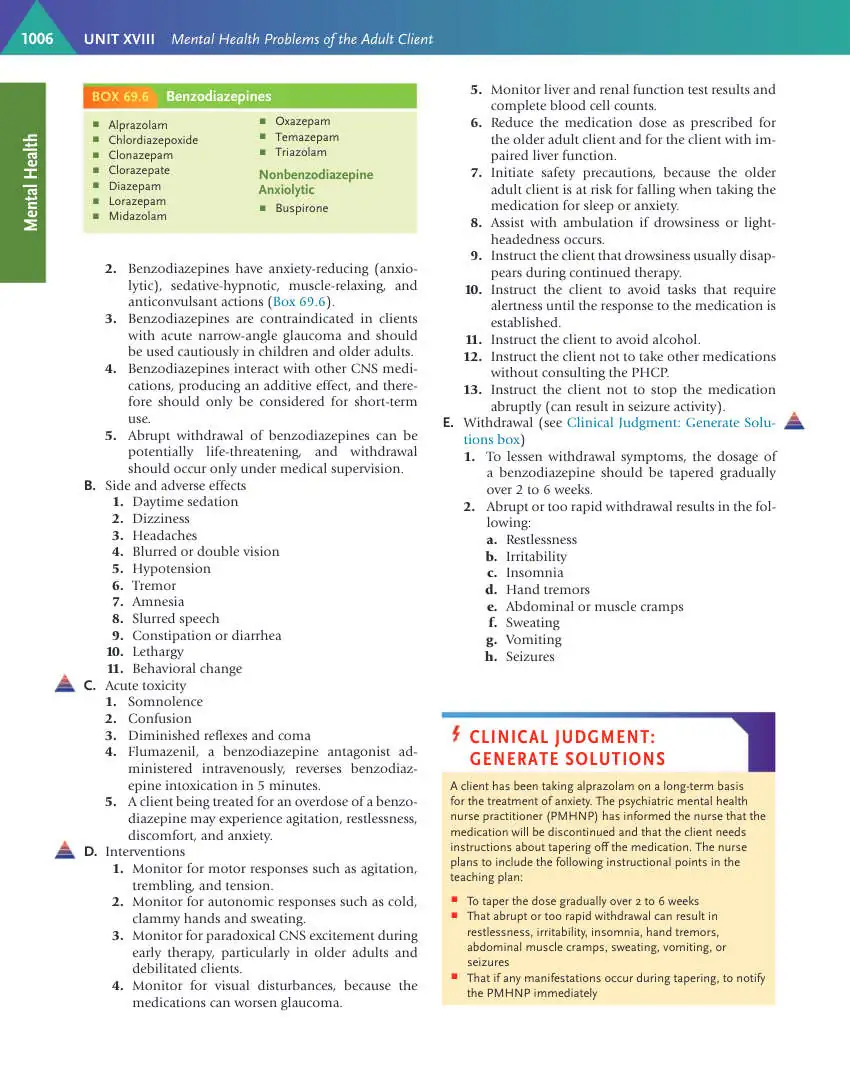 1006 UNIT XVIII Mental Health Problems of the Adult Client
Mental Health
BOX 69.6 Benzodiazepines
■ Alprazolam
■ Chlordiazepoxide
■ Clonazepam
■ Clorazepate
■ Diazepam
■ Lorazepam
■ Midazolam
■ Oxazepam
■ Temazepam
■ Triazolam
Nonbenzodiazepine
Anxiolytic
■ Buspirone
2. Benzodiazepines have anxiety-reducing (anxio-
lytic), sedative-hypnotic, muscle-relaxing, and
anticonvulsant actions (Box 69.6).
3. Benzodiazepines are contraindicated in clients
with acute narrow-angle glaucoma and should
be used cautiously in children and older adults.
4. Benzodiazepines interact with other CNS medi-
cations, producing an additive effect, and there-
fore should only be considered for short-term
use.
5. Abrupt withdrawal of benzodiazepines can be
potentially life-threatening, and withdrawal
should occur only under medical supervision.
B. Side and adverse effects
1. Daytime sedation
2. Dizziness
3. Headaches
4. Blurred or double vision
5. Hypotension
6. Tremor
7. Amnesia
8. Slurred speech
9. Constipation or diarrhea
10. Lethargy
11. Behavioral change
C. Acute toxicity
1. Somnolence
2. Confusion
3. Diminished reflexes and coma
4. Flumazenil, a benzodiazepine antagonist ad-
ministered intravenously, reverses benzodiaz-
epine intoxication in 5 minutes.
5. A client being treated for an overdose of a benzo-
diazepine may experience agitation, restlessness,
discomfort, and anxiety.
D. Interventions
1. Monitor for motor responses such as agitation,
trembling, and tension.
2. Monitor for autonomic responses such as cold,
clammy hands and sweating.
3. Monitor for paradoxical CNS excitement during
early therapy, particularly in older adults and
debilitated clients.
4. Monitor for visual disturbances, because the
medications can worsen glaucoma.
5. Monitor liver and renal function test results and
complete blood cell counts.
6. Reduce the medication dose as prescribed for
the older adult client and for the client with im-
paired liver function.
7. Initiate safety precautions, because the older
adult client is at risk for falling when taking the
medication for sleep or anxiety.
8. Assist with ambulation if drowsiness or light-
headedness occurs.
9. Instruct the client that drowsiness usually disap-
pears during continued therapy.
10. Instruct the client to avoid tasks that require
alertness until the response to the medication is
established.
11. Instruct the client to avoid alcohol.
12. Instruct the client not to take other medications
without consulting the PHCP.
13. Instruct the client not to stop the medication
abruptly (can result in seizure activity).
E. Withdrawal (see Clinical Judgment: Generate Solu-
tions box)
1. To lessen withdrawal symptoms, the dosage of
a benzodiazepine should be tapered gradually
over 2 to 6 weeks.
2. Abrupt or too rapid withdrawal results in the fol-
lowing:
a. Restlessness
b. Irritability
c. Insomnia
d. Hand tremors
e. Abdominal or muscle cramps
f. Sweating
g. Vomiting
h. Seizures
CLINICAL JUDGMENT:
GENERATE SOLUTIONS
A client has been taking alprazolam on a long-term basis
for the treatment of anxiety. The psychiatric mental health
nurse practitioner (PMHNP) has informed the nurse that the
medication will be discontinued and that the client needs
instructions about tapering off the medication. The nurse
plans to include the following instructional points in the
teaching plan:
■ To taper the dose gradually over 2 to 6 weeks
■ That abrupt or too rapid withdrawal can result in
restlessness, irritability, insomnia, hand tremors,
abdominal muscle cramps, sweating, vomiting, or
seizures
■ That if any manifestations occur during tapering, to notify
the PMHNP immediately